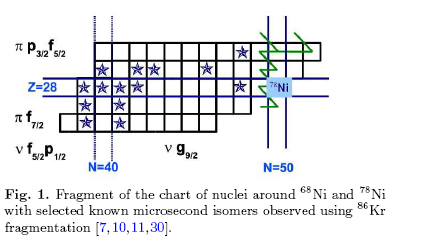 π p3/2f5/2
Z=28
78Ni
π f7/2
ν f5/2p1/2
ν g9/2
N=40
N=50
Fig. 1. Fragment of the chart of nuclei around 68Ni and 78Ni
with selected known microsecond isomers observed using 86Kr
fragmentation [7,10,11,30].